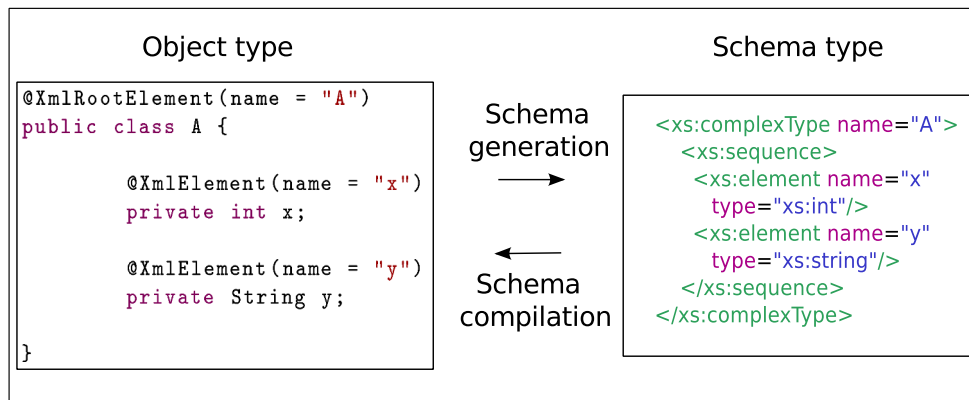 Object type
@XmlRootElement(name = "A")
public class A {
@XmlElement(name = "x")
private int x;
@XmlElement(name = "y")
private String y;
}
Schema
generation
Schema
compilation
Schema type
<xs:complexType name="A">
<xs:sequence>
<xs:element name="x"
type="xs:int"/>
<xs:element name="y"
type="xs:string"/>
</xs:sequence>
</xs:complexType>